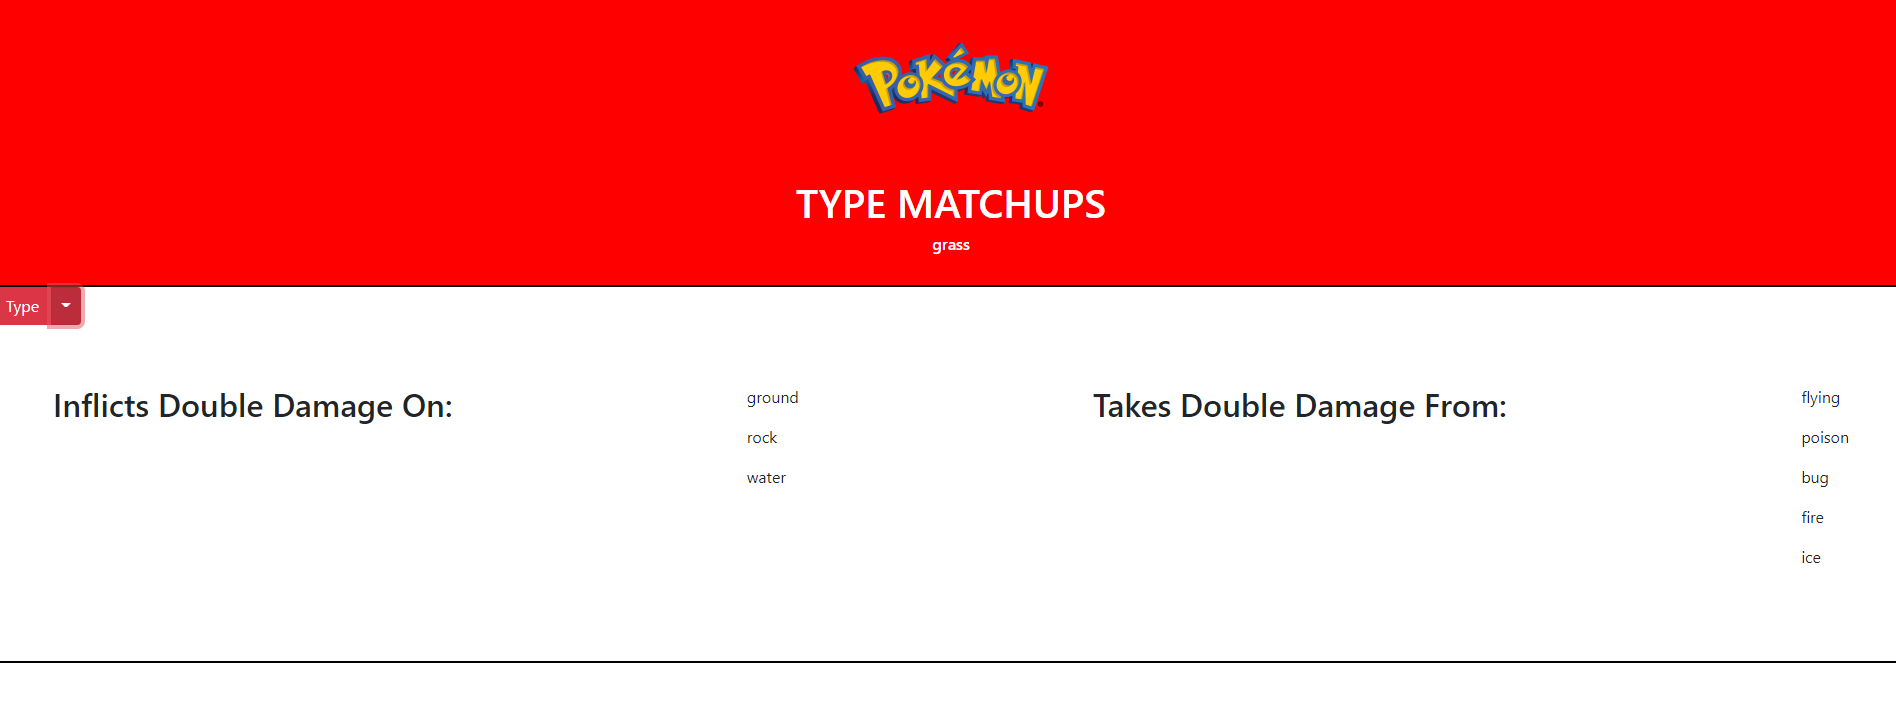 Pokémon
TYPE MATCHUPS
grass
Type
Inflicts Double Damage On:
ground
rock
water
Takes Double Damage From:
flying
poison
bug
fire
ice